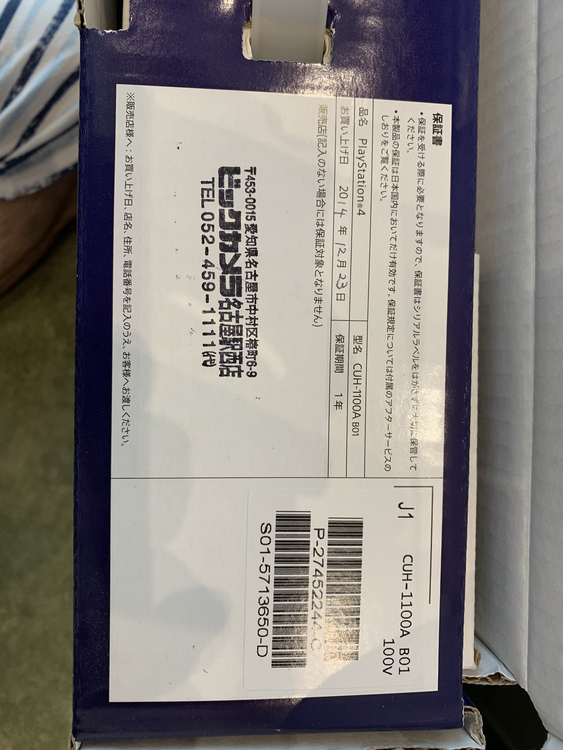 保証書
・保証を受ける際に必要となりますので、保証書はシリアルラベルをはがさずに大切に保管して
ください。
・本製品の保証は日本国内においてだけ有効です。保証規定については付属のアフターサービスの
しおりをご覧ください。
品名 PlayStation®4
型名 CUH-1100A B01
お買い上げ日 2014 年 12 月 23 日
保証期間 1年
販売店(記入のない場合には保証対象となりません)
〒453-0015 愛知県名古屋市中村区椿町6-9
ビックカメラ名古屋駅西店
TEL.052-459-1111㈹
※販売店様へ:お買い上げ日、店名、住所、電話番号を記入のうえ、お客様へお渡しください。
J1
CUH-1100A B01
100V
P-27452244-C
S01-5713650-D